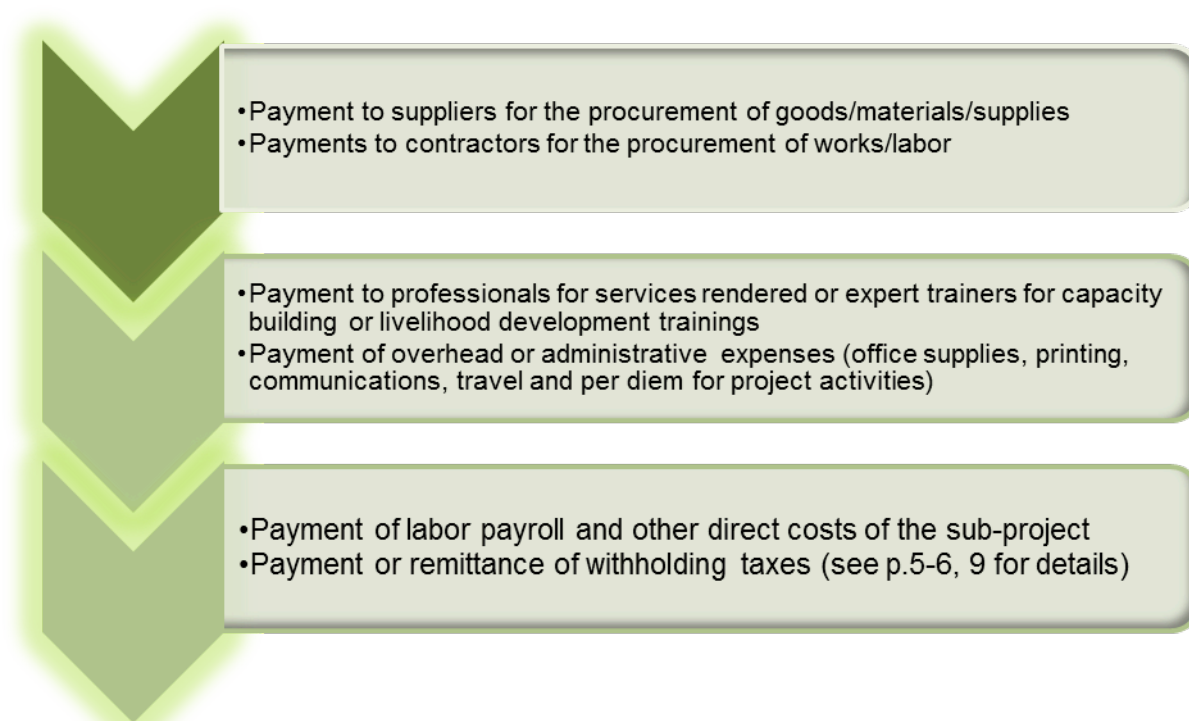 •Payment to suppliers for the procurement of goods/materials/supplies
•Payments to contractors for the procurement of works/labor
•Payment to professionals for services rendered or expert trainers for capacity
building or livelihood development trainings
•Payment of overhead or administrative expenses (office supplies, printing,
communications, travel and per diem for project activities)
•Payment of labor payroll and other direct costs of the sub-project
•Payment or remittance of withholding taxes (see p.5-6, 9 for details)